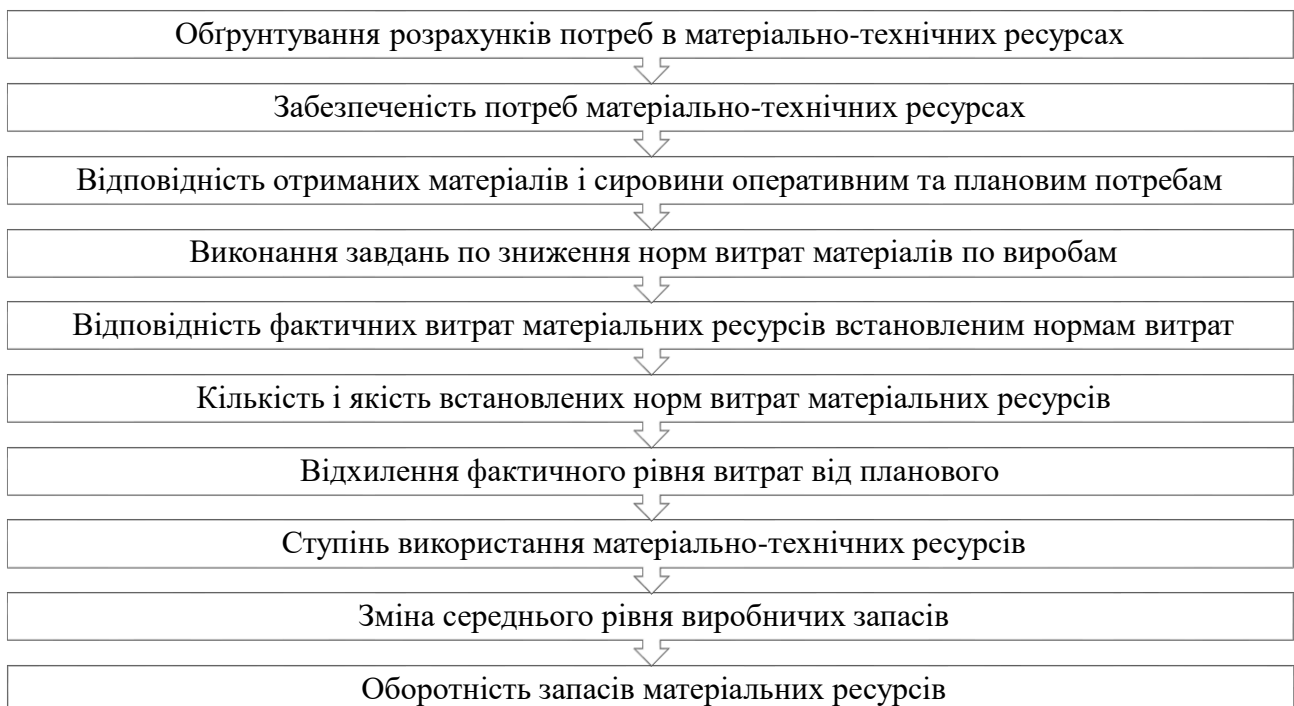 Обґрунтування розрахунків потреб в матеріально-технічних ресурсах
Забезпеченість потреб матеріально-технічних ресурсах
Відповідність отриманих матеріалів і сировини оперативним та плановим потребам
Виконання завдань по зниження норм витрат матеріалів по виробам
Відповідність фактичних витрат матеріальних ресурсів встановленим нормам витрат
Кількість і якість встановлених норм витрат матеріальних ресурсів
Відхилення фактичного рівня витрат від планового
Ступінь використання матеріально-технічних ресурсів
Зміна середнього рівня виробничих запасів
Оборотність запасів матеріальних ресурсів